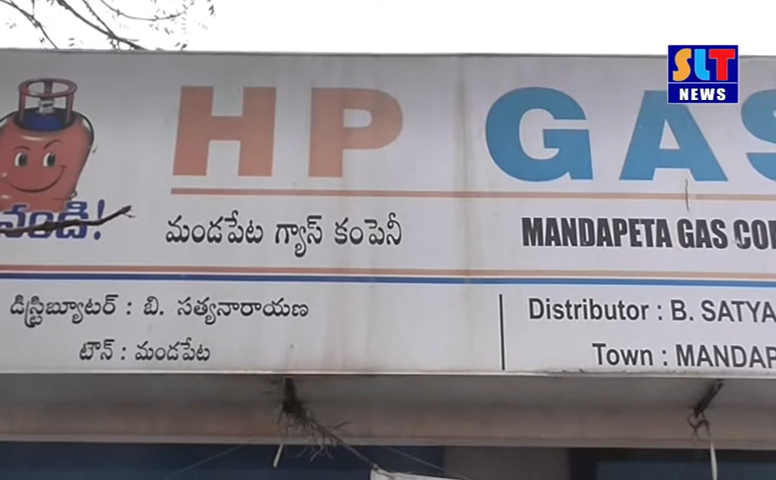 SLT
NEWS
HP GAS
వండి!
మండపేట గ్యాస్ కంపెనీ
MANDAPETA GAS
డిస్ట్రిబ్యూటర్ : బి. సత్యనారాయణ
టౌన్ : మండపేట
Distributor : B.
Town :